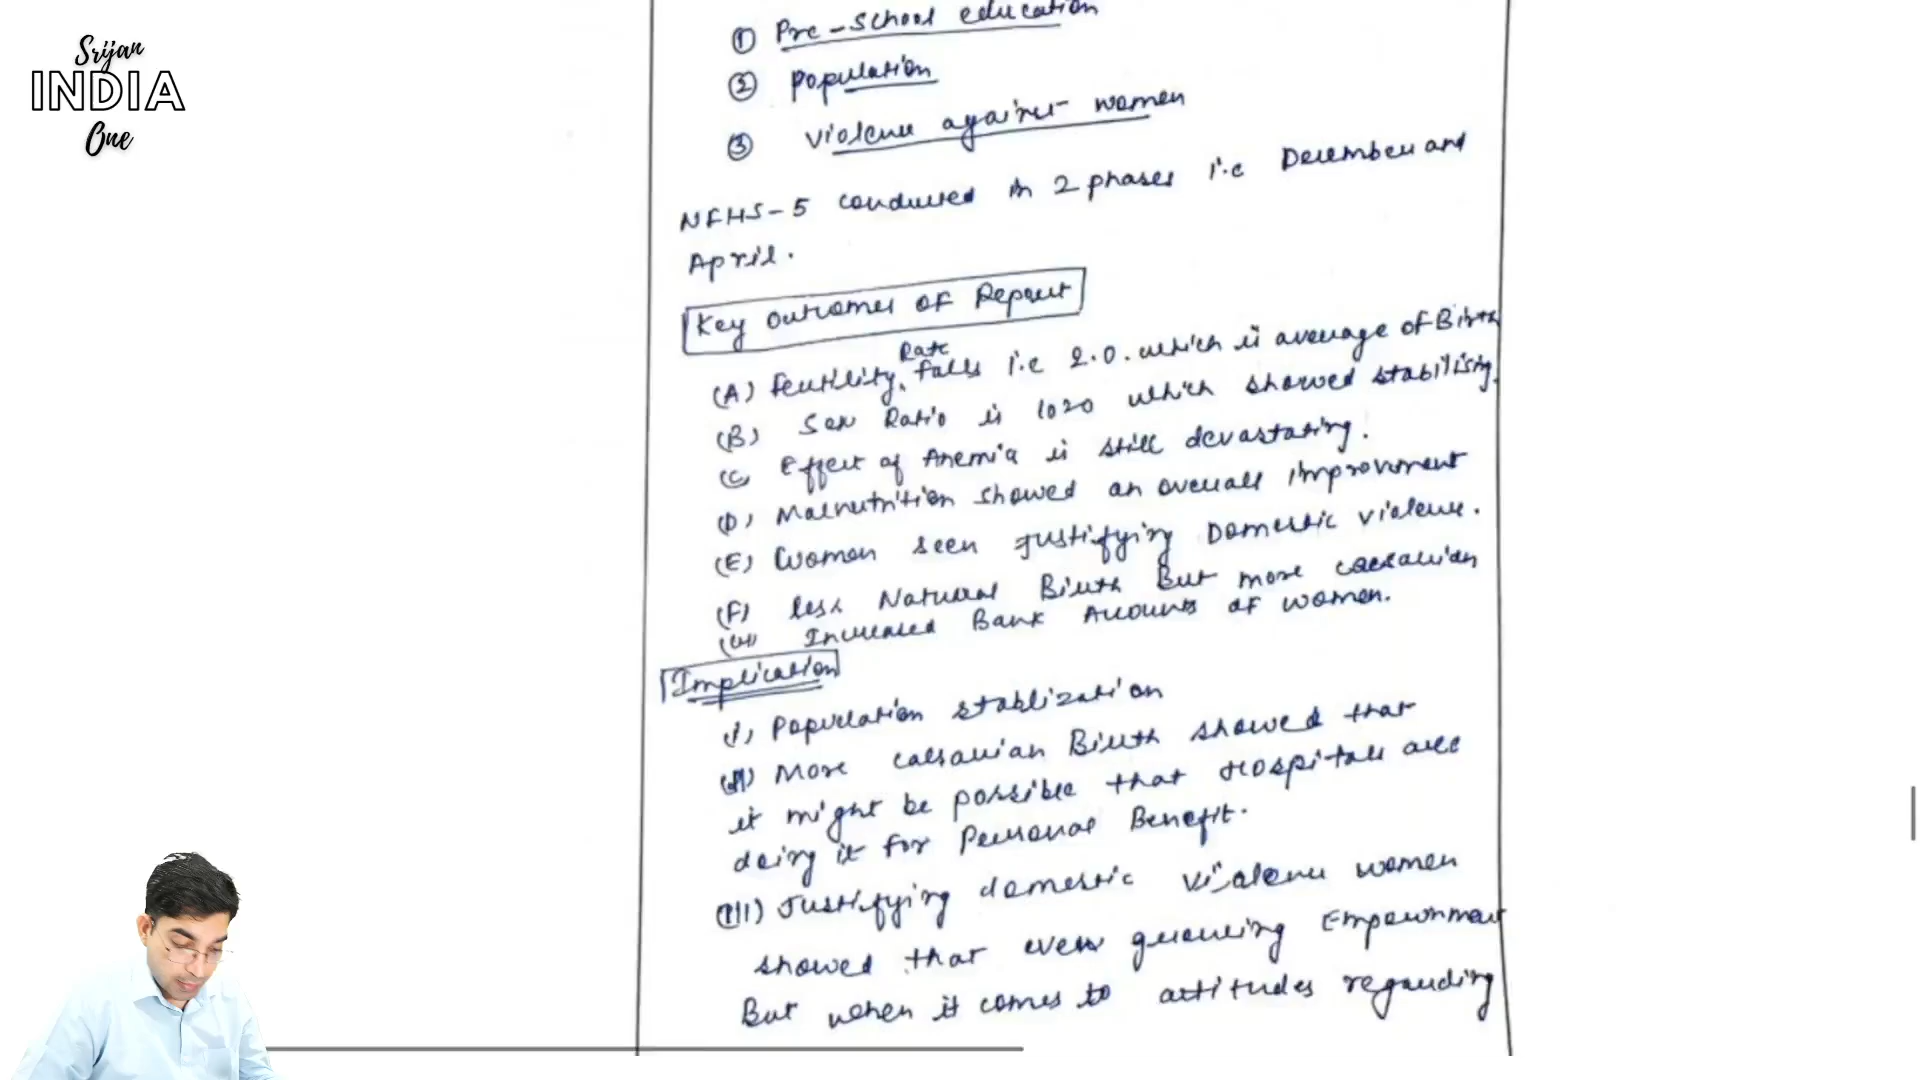 Srijan
INDIA
One
① Pre-School education
② Population
③ Violence against women
NFHS-5 conducted in 2 phases i.e December and
April.
Key outcomes of Report
Rate
(A) Fertility falls i.e 2.0. which is average of Birth
(B) Sex Ratio is 1020 which showed stabilising.
(C) Effect of Anemia is still devastating.
(D) Malnutrition showed an overall improvement
(E) Women seen Justifying Domestic violence.
(F) less Natural Birth But more caesarian
Increased Bank Accounts of women.
Implication
(I) Population stablization
(II) More caesarian Birth showed that
it might be possible that Hospitals are
doing it for Personal Benefit.
(III) Justifying domestic violence women
showed that even growing Empowrment
But when it comes to attitudes regarding